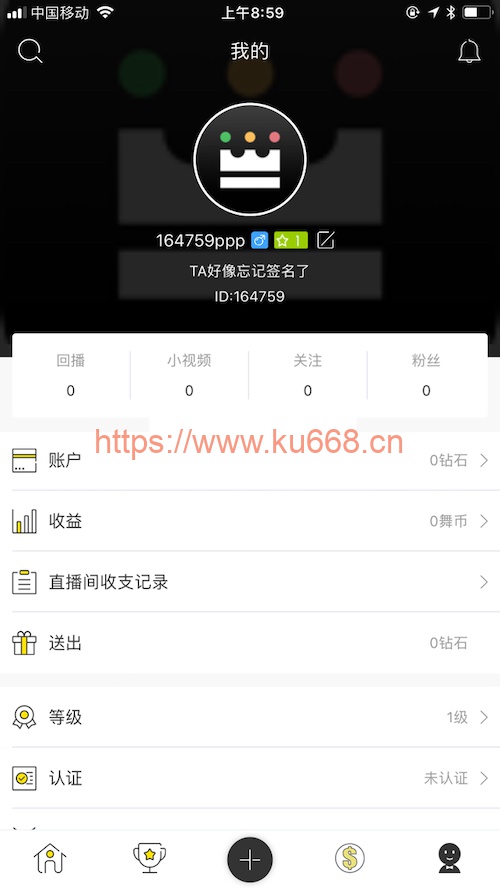 中国移动 上午8:59
我的
164759ppp 1
TA好像忘记签名了
ID:164759
回播 小视频 关注 粉丝
0 0 0 0
https://www.ku668.cn
账户 0钻石
收益 0舞币
直播间收支记录
送出 0钻石
等级 1级
认证 未认证